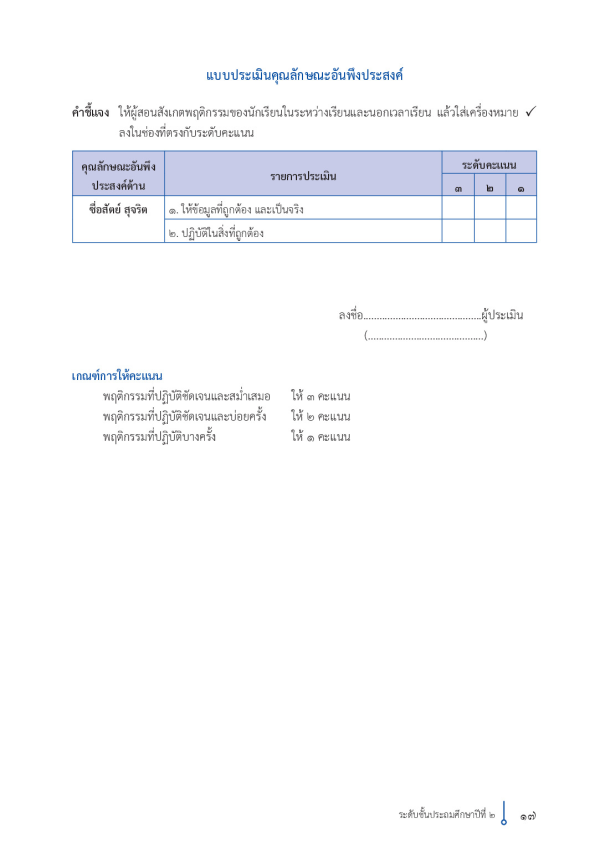 แบบประเมินคุณลักษณะอันพึงประสงค์
คำชี้แจง ให้ผู้สอนสังเกตพฤติกรรมของนักเรียนในระหว่างเรียนและนอกเวลาเรียน แล้วใส่เครื่องหมาย ✓
ลงในช่องที่ตรงกับระดับคะแนน
คุณลักษณะอันพึง
ประสงค์ด้าน
รายการประเมิน
ระดับคะแนน
๓ ๒ ๑
ซื่อสัตย์ สุจริต
๑. ให้ข้อมูลที่ถูกต้อง และเป็นจริง
๒. ปฏิบัติในสิ่งที่ถูกต้อง
ลงชื่อ............................................ผู้ประเมิน
(...........................................)
เกณฑ์การให้คะแนน
พฤติกรรมที่ปฏิบัติชัดเจนและสม่ำเสมอ ให้ ๓ คะแนน
พฤติกรรมที่ปฏิบัติชัดเจนและบ่อยครั้ง ให้ ๒ คะแนน
พฤติกรรมที่ปฏิบัติบางครั้ง ให้ ๑ คะแนน
ระดับชั้นประถมศึกษาปีที่ ๒ ๑๗